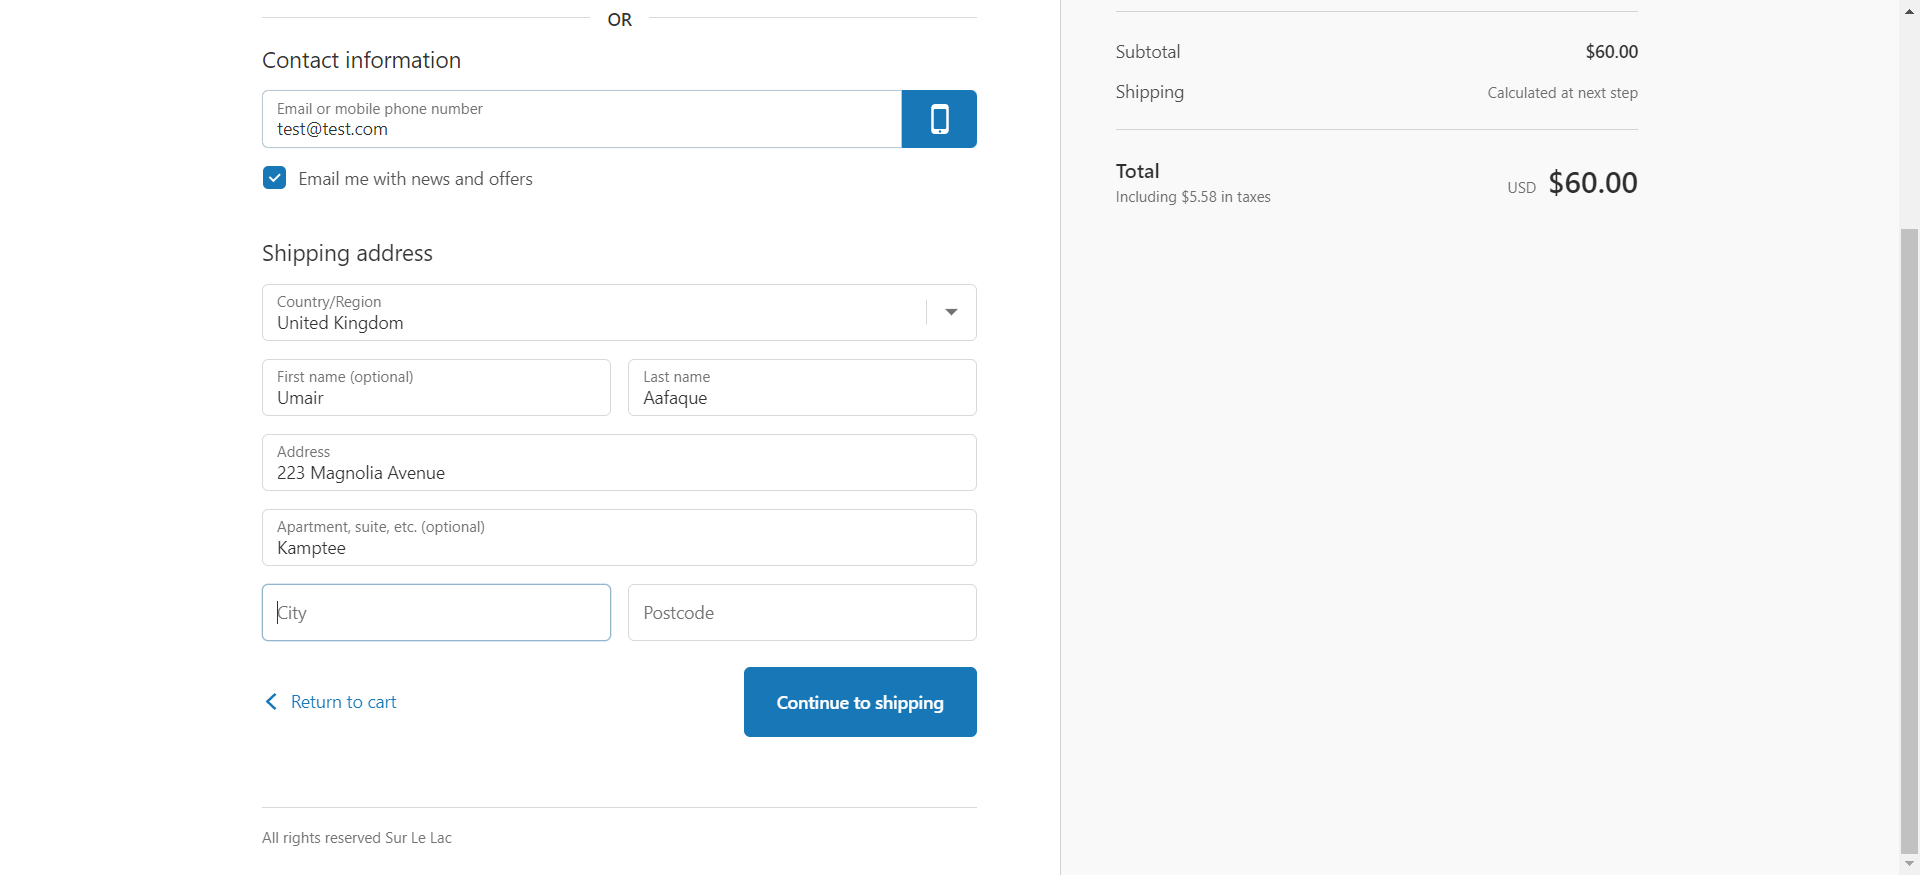 OR
Contact information
Email or mobile phone number
test@test.com
Email me with news and offers
Shipping address
Country/Region
United Kingdom
First name (optional)
Umair
Last name
Aafaque
Address
223 Magnolia Avenue
Apartment, suite, etc. (optional)
Kamptee
City
Postcode
Return to cart
Continue to shipping
All rights reserved Sur Le Lac
Subtotal $60.00
Shipping Calculated at next step
Total
Including $5.58 in taxes
USD $60.00